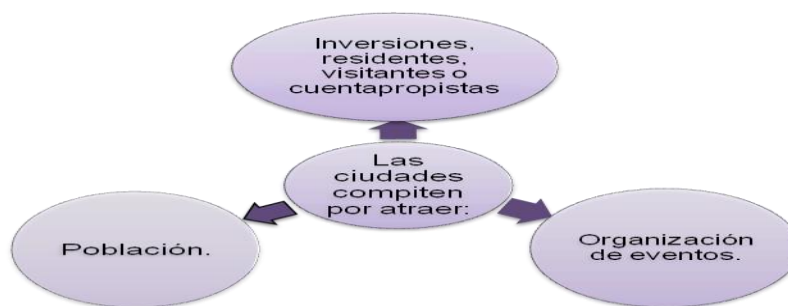 Inversiones,
residentes,
visitantes o
cuentapropistas
Las
ciudades
compiten
por atraer:
Población.
Organización
de eventos.